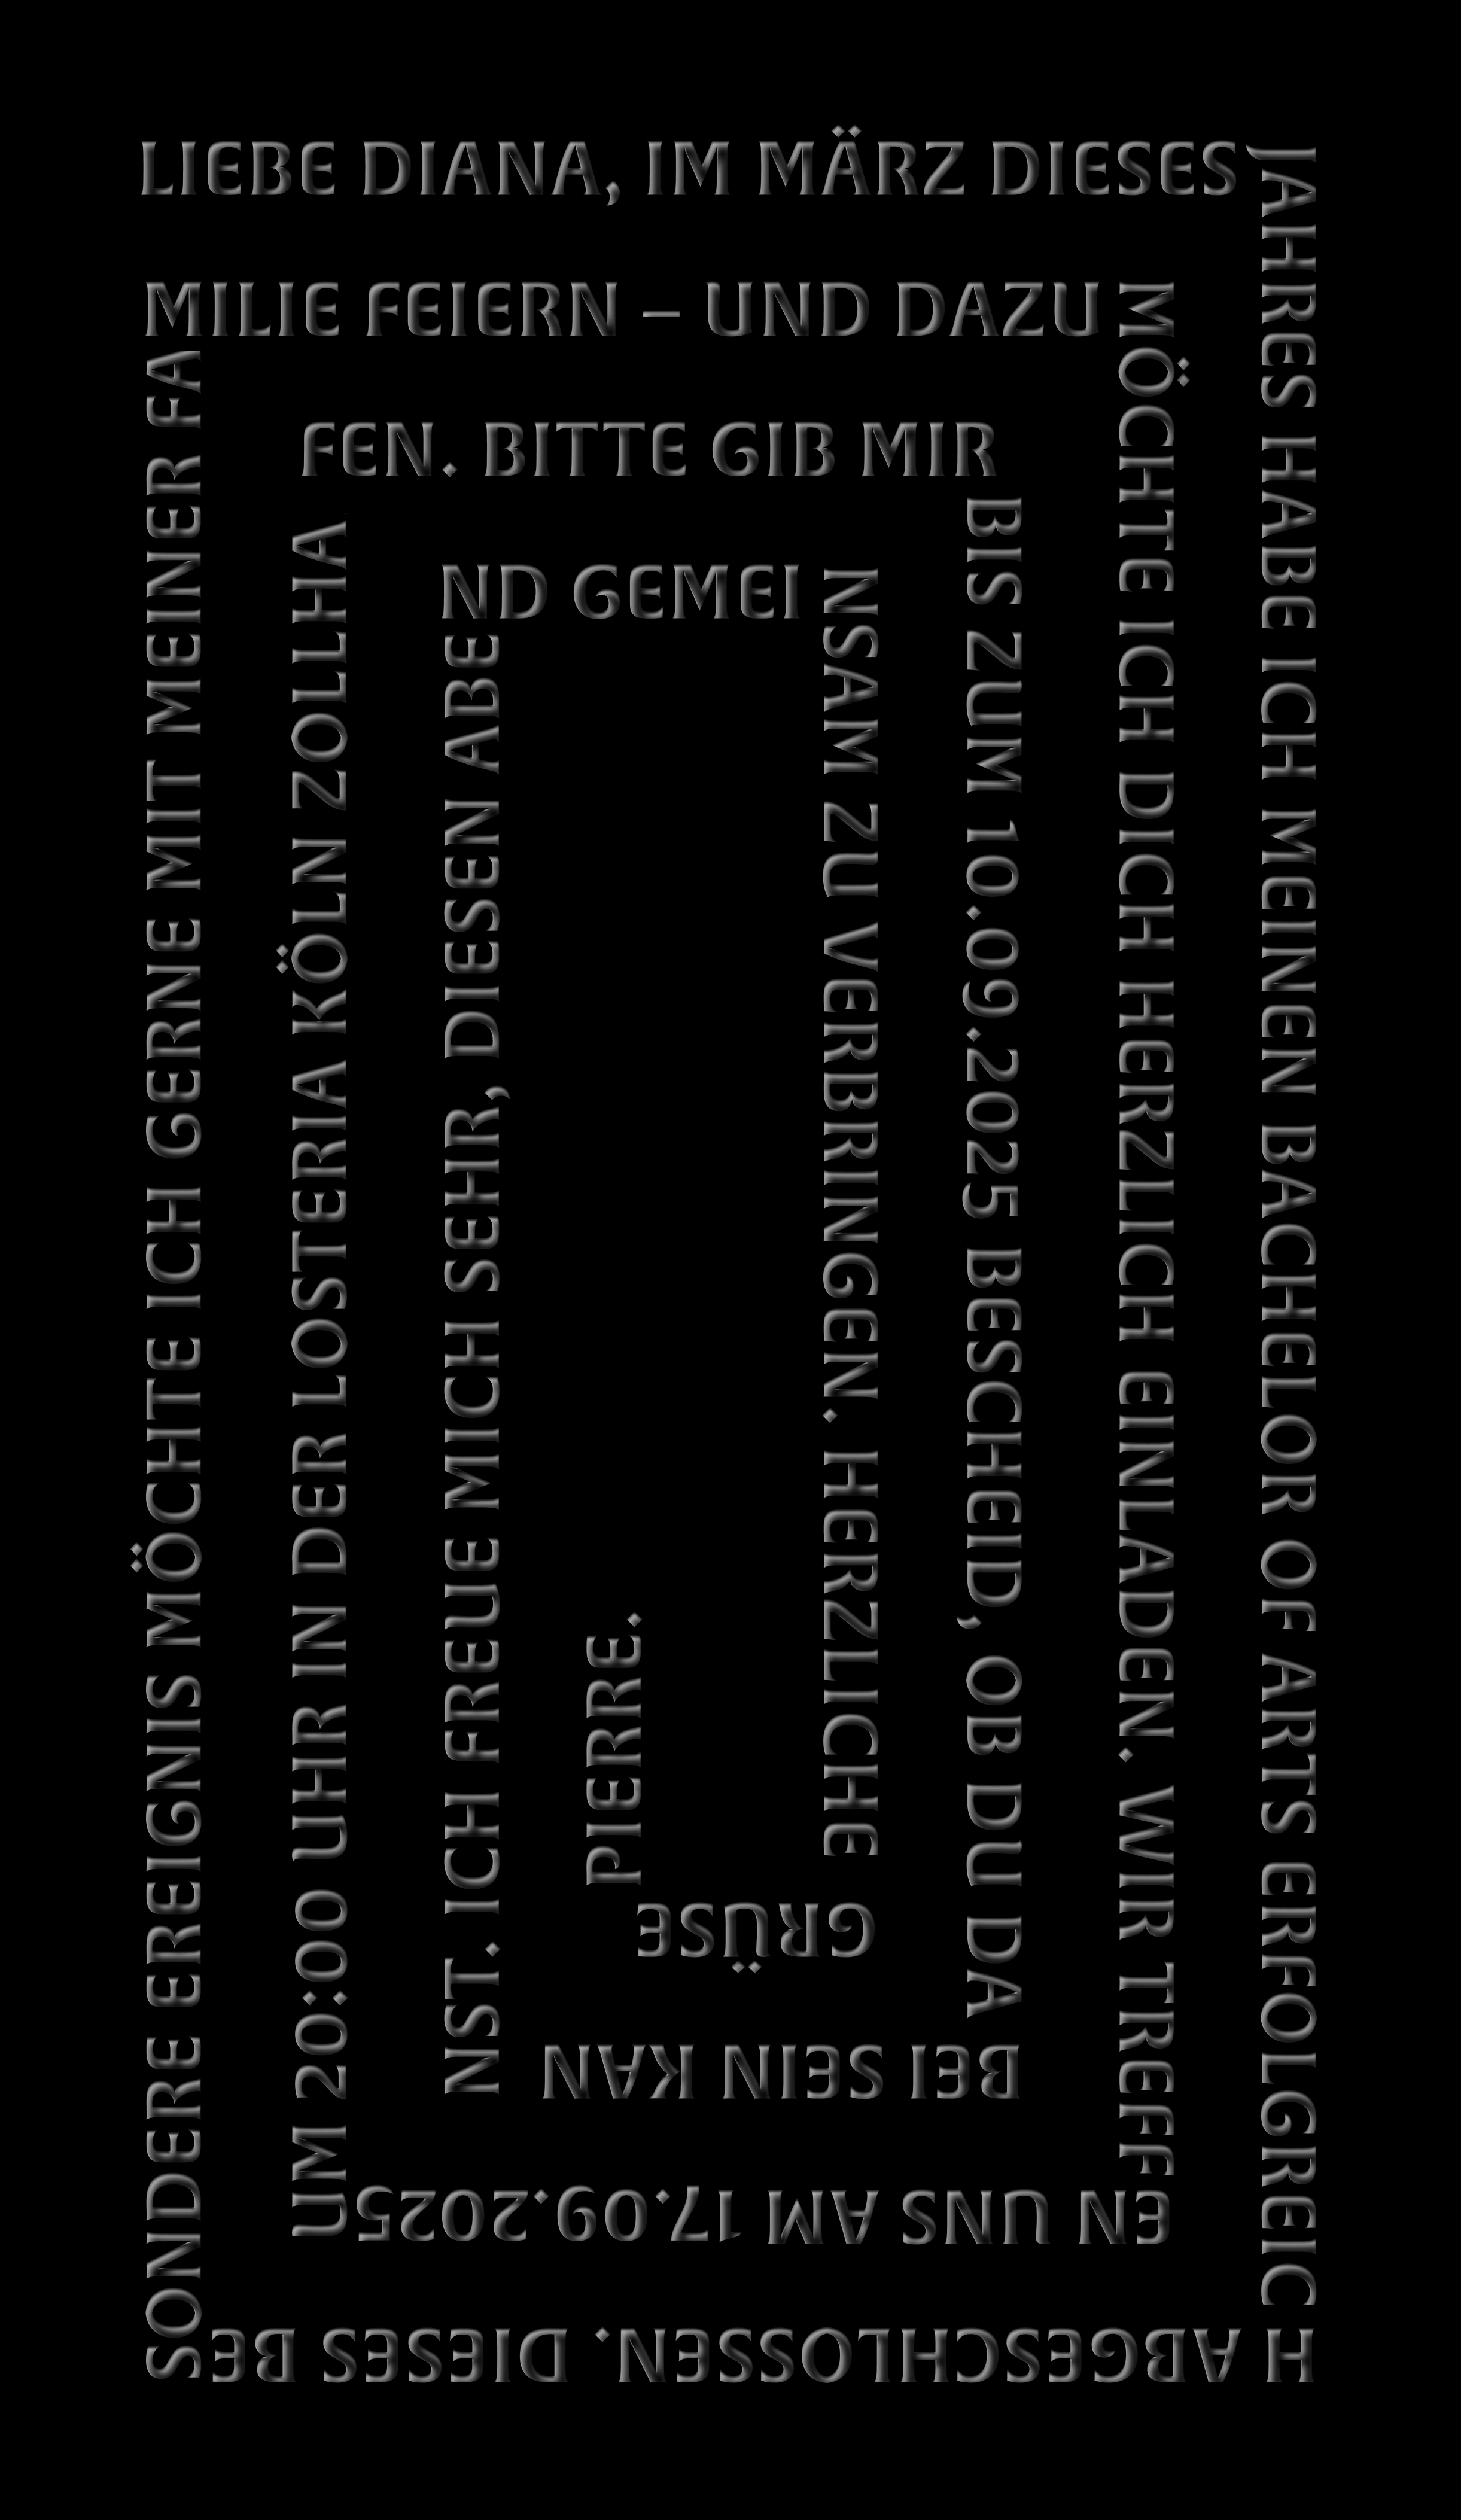 LIEBE DIANA, IM MÄRZ DIESES
JAHRES HABE ICH MEINEN BACHELOR OF ARTS ERFOLGREIC
H ABGESCHLOSSEN. DIESES BE
SONDERE EREIGNIS MÖCHTE ICH GERNE MIT MEINER FA
MILIE FEIERN – UND DAZU
MÖCHTE ICH DICH HERZLICH EINLADEN. WIR TREFF
EN UNS AM 17.09.2025
UM 20:00 UHR IN DER LOSTERIA KÖLN ZOLLHA
FEN. BITTE GIB MIR
BIS ZUM 10.09.2025 BESCHEID, OB DU DA
BEI SEIN KAN
NST. ICH FREUE MICH SEHR, DIESEN ABE
ND GEMEI
NSAM ZU VERBRINGEN. HERZLICHE
GRÜSE
PIERRE.